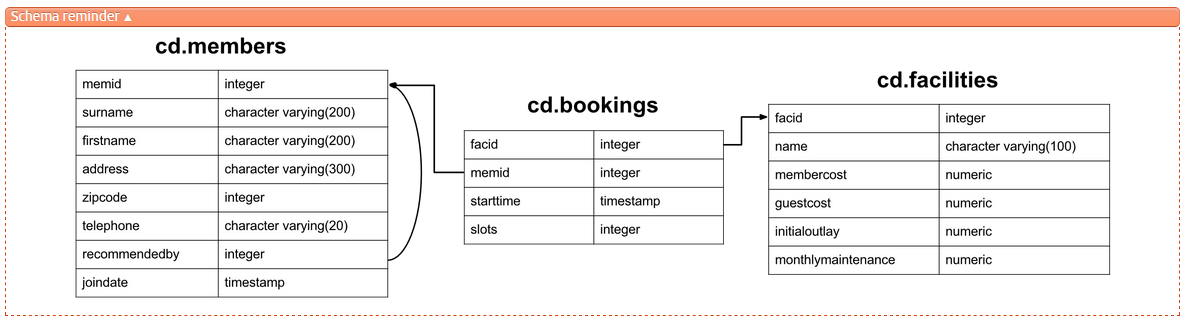 Schema reminder ▲
cd.members
memid integer
surname character varying(200)
firstname character varying(200)
address character varying(300)
zipcode integer
telephone character varying(20)
recommendedby integer
joindate timestamp
cd.bookings
facid integer
memid integer
starttime timestamp
slots integer
cd.facilities
facid integer
name character varying(100)
membercost numeric
guestcost numeric
initialoutlay numeric
monthlymaintenance numeric